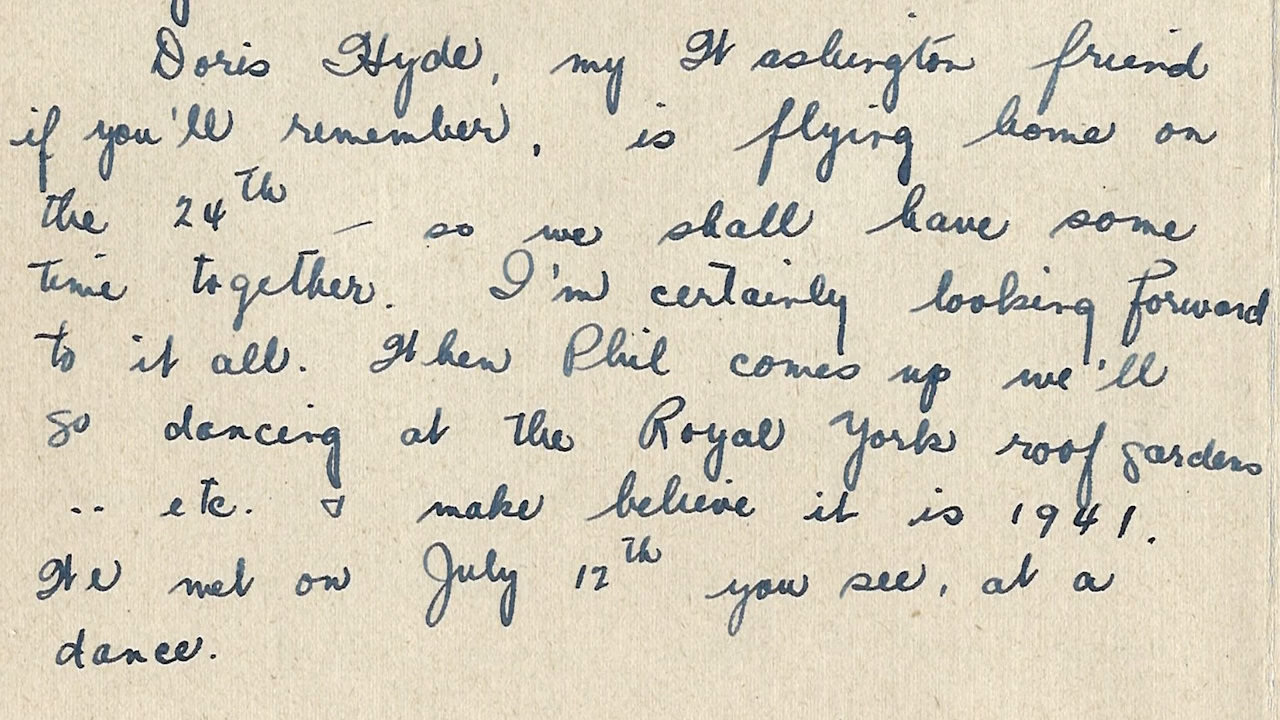 Doris Hyde, my Washington friend
if you'll remember, is flying home on
the 24th - so we shall have some
time together. I'm certainly looking forward
to it all. When Phil comes up we'll
go dancing at the Royal York roof gardens
.. etc. & make believe it is 1941.
We met on July 12th you see, at a
dance.